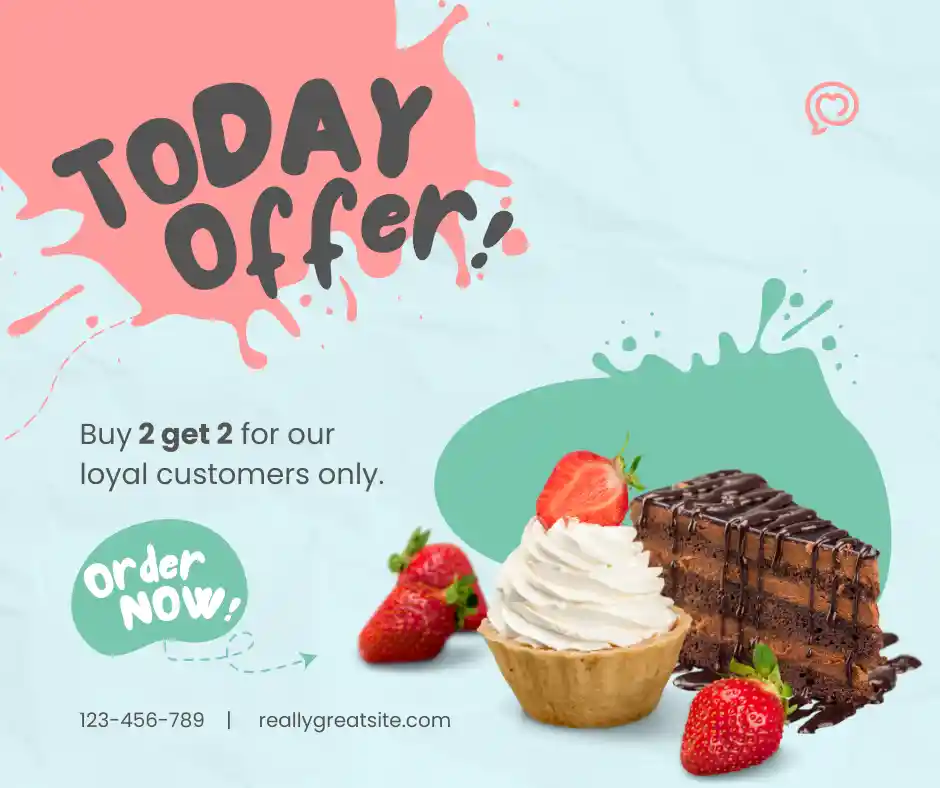 TODAY
Offer!
Buy 2 get 2 for our
loyal customers only.
Order
NOW!
123-456-789 | reallygreatsite.com